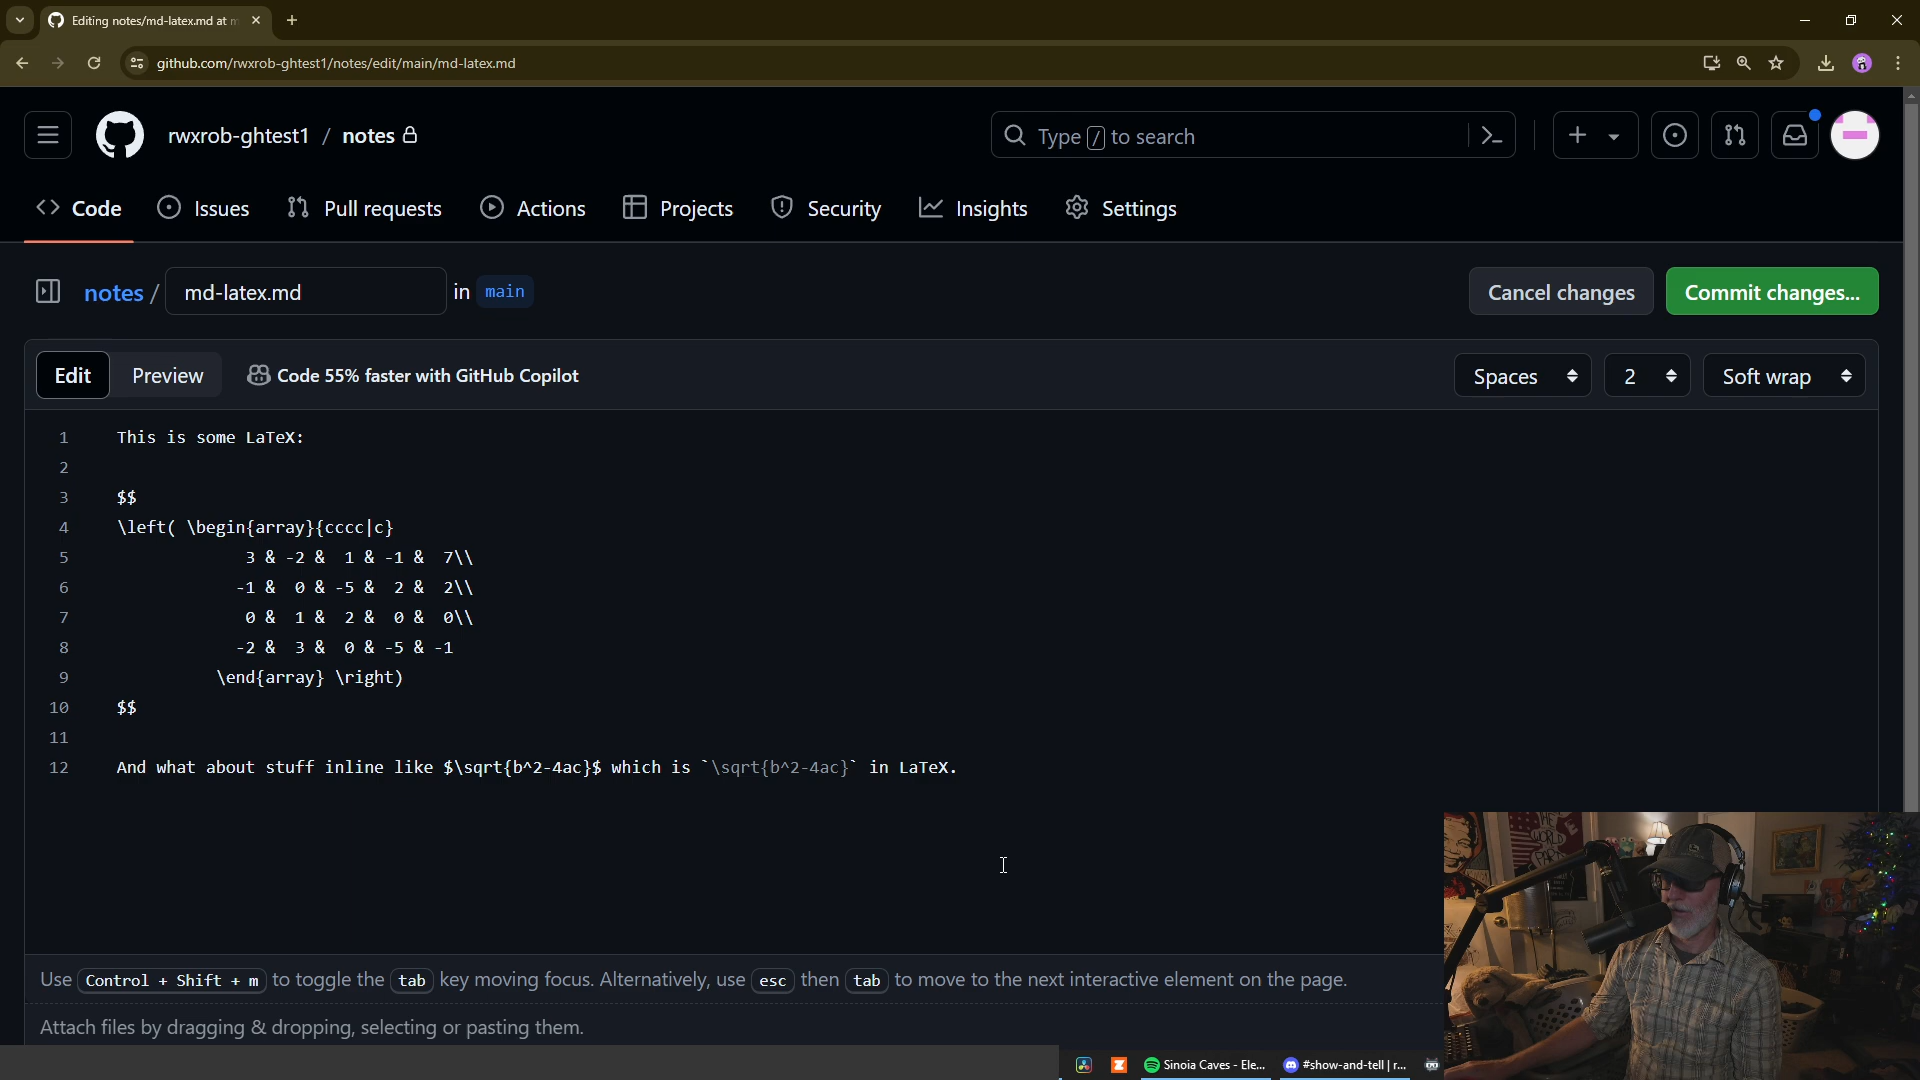 Editing notes/md-latex.md at
github.com/rwxrob-ghtest1/notes/edit/main/md-latex.md
rwxrob-ghtest1 / notes
Type / to search
Code Issues Pull requests Actions Projects Security Insights Settings
notes / md-latex.md in main
Cancel changes Commit changes...
Edit Preview Code 55% faster with GitHub Copilot
Spaces 2 Soft wrap
1 This is some LaTeX:
2
3 $$
4 \left( \begin{array}{cccc|c}
5 3 & -2 & 1 & -1 & 7\\
6 -1 & 0 & -5 & 2 & 2\\
7 0 & 1 & 2 & 0 & 0\\
8 -2 & 3 & 0 & -5 & -1
9 \end{array} \right)
10 $$
11
12 And what about stuff inline like $\sqrt{b^2-4ac}$ which is `\sqrt{b^2-4ac}` in LaTeX.
Use Control + Shift + m to toggle the tab key moving focus. Alternatively, use esc then tab to move to the next interactive element on the page.
Attach files by dragging & dropping, selecting or pasting them.
Sinoia Caves - Ele... #show-and-tell | r...